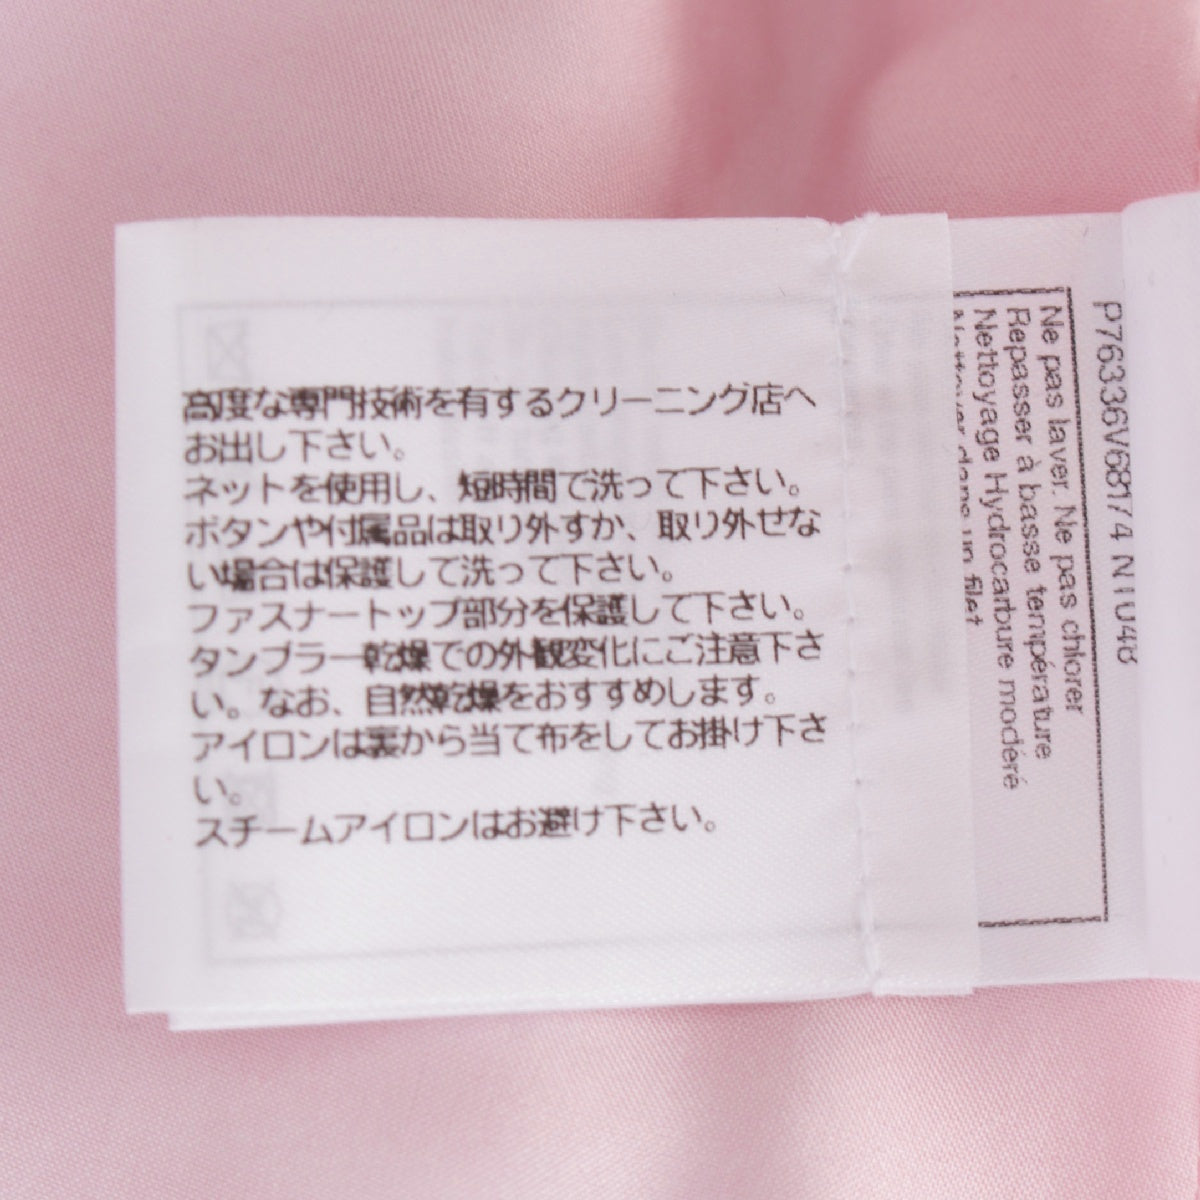 高度な専門技術を有するクリーニング店へ
お出し下さい。
ネットを使用し、短時間で洗って下さい。
ボタンや付属品は取り外すか、取り外せな
い場合は保護して洗って下さい。
ファスナートップ部分を保護して下さい。
タンブラー乾燥での外観変化にご注意下さ
い。なお、自然乾燥をおすすめします。
アイロンは裏から当て布をしてお掛け下さ
い。
スチームアイロンはお避け下さい。
P76336V68174 NTU48
Ne pas laver. Ne pas chlorer
Repasser à basse température
Nettoyage Hydrocarbure modéré
Nettoyer dans un filet